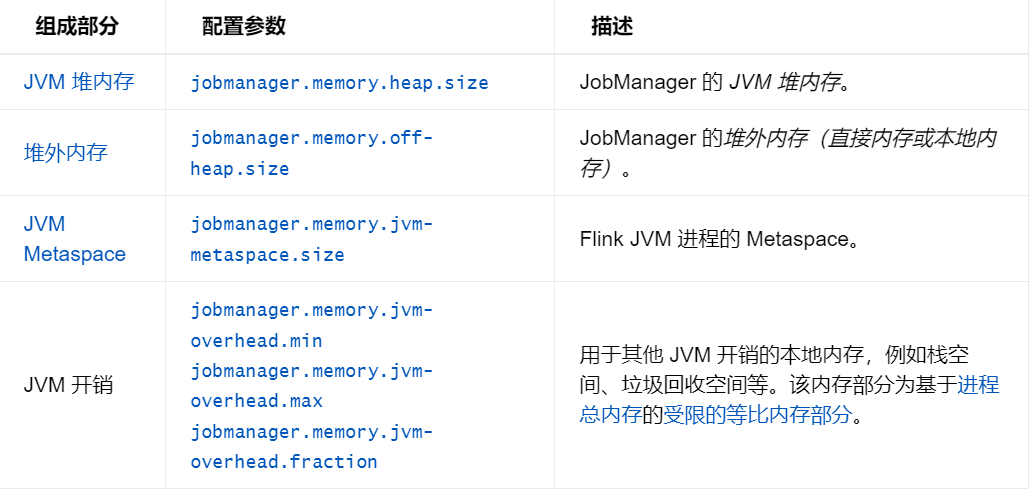 组成部分 配置参数 描述
JVM 堆内存 jobmanager.memory.heap.size JobManager 的 JVM 堆内存。
堆外内存
jobmanager.memory.off-
heap.size
JobManager 的堆外内存（直接内存或本地内
存）。
JVM
Metaspace
jobmanager.memory.jvm-
metaspace.size
Flink JVM 进程的 Metaspace。
JVM 开销
jobmanager.memory.jvm-
overhead.min
jobmanager.memory.jvm-
overhead.max
jobmanager.memory.jvm-
overhead.fraction
用于其他 JVM 开销的本地内存，例如栈空
间、垃圾回收空间等。该内存部分为基于进程
总内存的受限的等比内存部分。